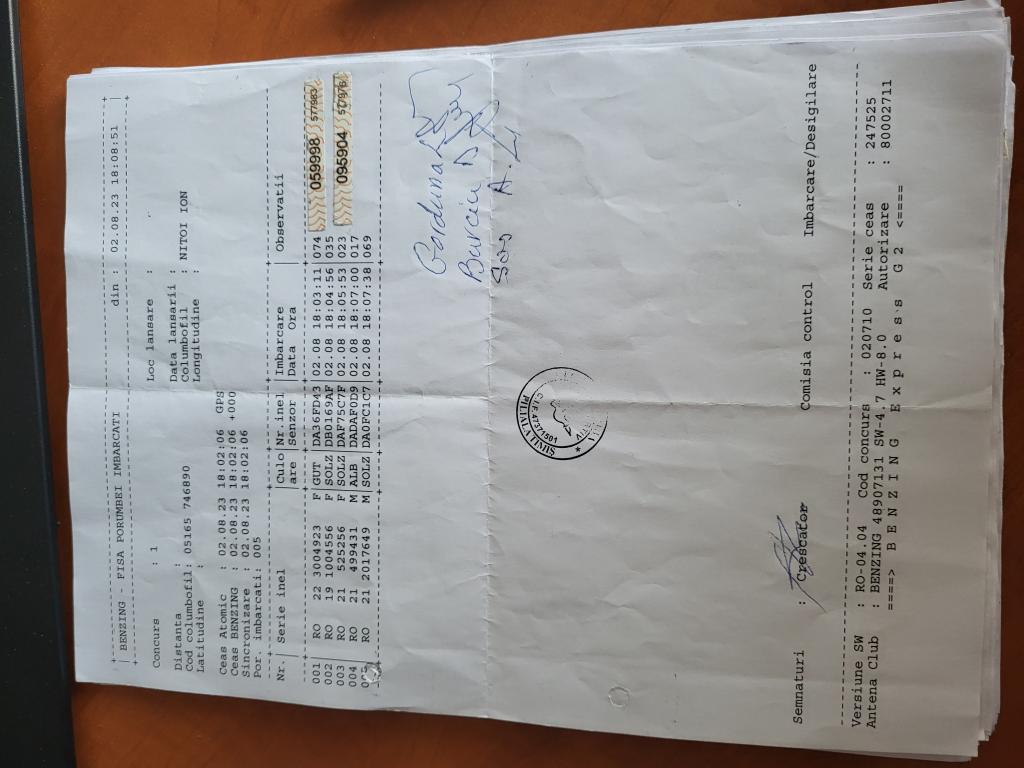 BENZING - FISA PORUMBEI IMBARCATI din : 02.08.23 18:08:51
Concurs : 1 Loc lansare :
Distanta : Data lansarii :
Cod columbofil: 05165 746890 Columbofil : NITOI ION
Latitudine : Longitudine :
Ceas Atomic : 02.08.23 18:02:06 GPS
Ceas BENZING : 02.08.23 18:02:06 +000
Sincronizare : 02.08.23 18:02:06
Por. imbarcati: 005
Nr.| Serie inel |Culo|Nr.inel |Imbarcare |Observatii
|are |Senzor |Data Ora |
001 | RO 22 3004923 F|GUT |DA36FD43|02.08 18:03:11|074
002 | RO 19 1004556 F|SOLZ|DB0169AF|02.08 18:04:56|035
003 | RO 21 525256 F|SOLZ|DAF75C7F|02.08 18:05:53|023
004 | RO 21 499431 M|ALB |DADAF0D9|02.08 18:07:00|017
005 | RO 21 2017649 M|SOLZ|DA0FC1C7|02.08 18:07:38|069
059998 577983
095904
FILIALA VINTILA
C.I.F.
Semnaturi : Crescator Comisia control Imbarcare/Desigilare
Versiune SW : RO-04.04 Cod concurs : 020710 Serie ceas : 247525
Antena Club : BENZING 48907131 SW-4.7 HW-8.0 Autorizare : 80002711
====> B E N Z I N G E x p r e s s G 2 <====